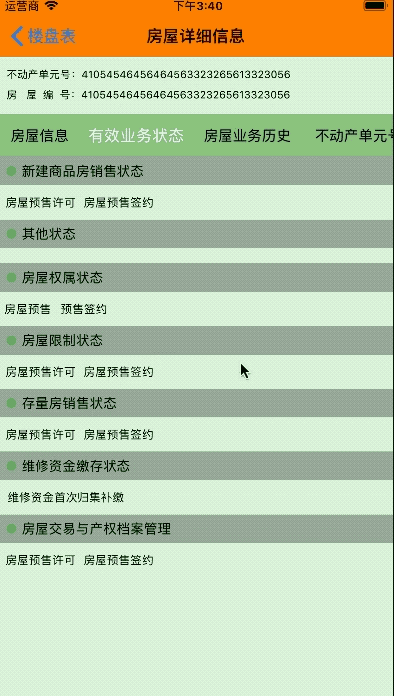 运营商 下午3:40
楼盘表 房屋详细信息
不动产单元号：41054546456464563323265613323056
房 屋 编 号：41054546456464563323265613323056
房屋信息 有效业务状态 房屋业务历史 不动产单元号
新建商品房销售状态
房屋预售许可 房屋预售签约
其他状态
房屋权属状态
房屋预售 预售签约
房屋限制状态
房屋预售许可 房屋预售签约
存量房销售状态
房屋预售许可 房屋预售签约
维修资金缴存状态
维修资金首次归集补缴
房屋交易与产权档案管理
房屋预售许可 房屋预售签约